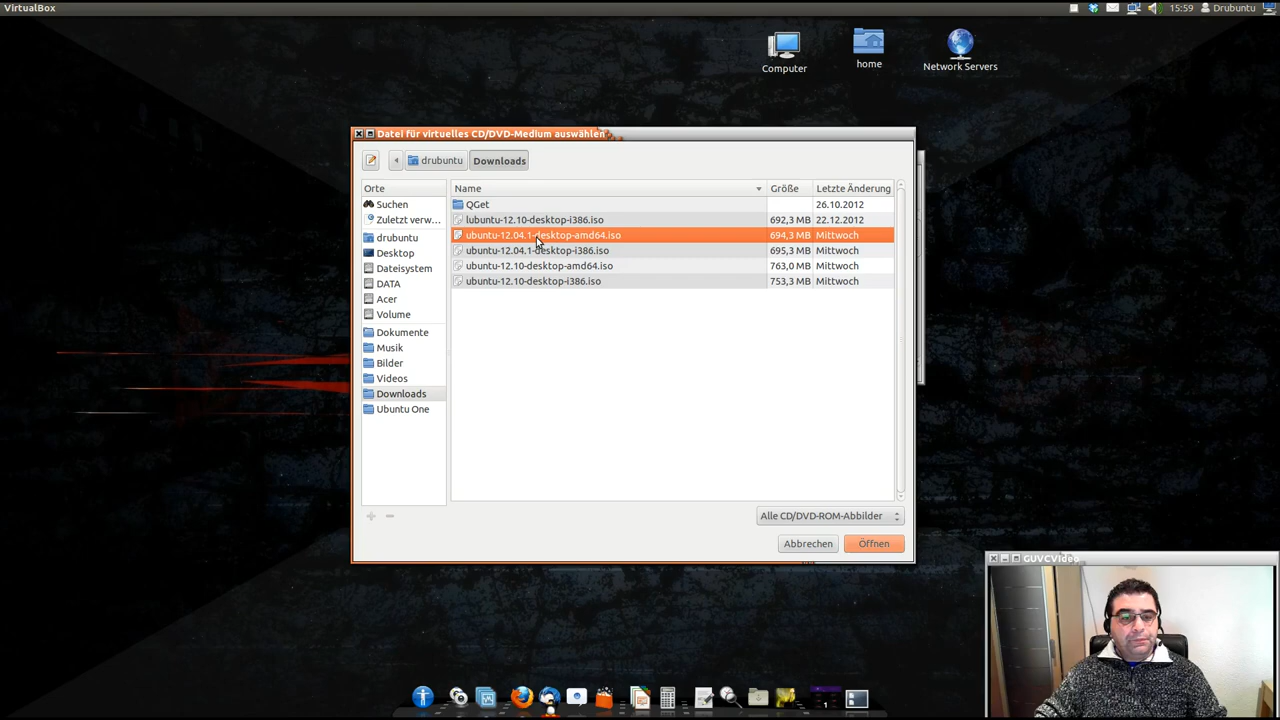 VirtualBox
15:59 Drubuntu
Computer
home
Network Servers
Datei für virtuelles CD/DVD-Medium auswählen
drubuntu Downloads
Orte
Suchen
Zuletzt verw...
drubuntu
Desktop
Dateisystem
DATA
Acer
Volume
Dokumente
Musik
Bilder
Videos
Downloads
Ubuntu One
Name Größe Letzte Änderung
QGet 26.10.2012
lubuntu-12.10-desktop-i386.iso 692,3 MB 22.12.2012
ubuntu-12.04.1-desktop-amd64.iso 694,3 MB Mittwoch
ubuntu-12.04.1-desktop-i386.iso 695,3 MB Mittwoch
ubuntu-12.10-desktop-amd64.iso 763,0 MB Mittwoch
ubuntu-12.10-desktop-i386.iso 753,3 MB Mittwoch
Alle CD/DVD-ROM-Abbilder
Abbrechen Öffnen
GUVCVideo
1